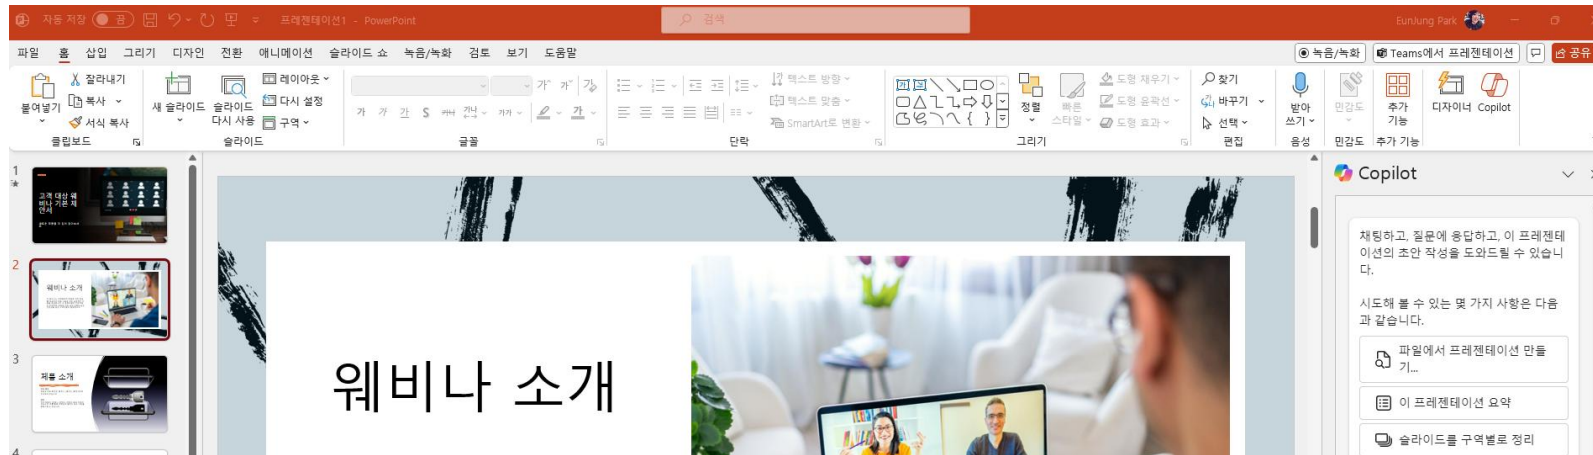 자동 저장 끔 프레젠테이션1 - PowerPoint 검색 EunJung Park
파일 홈 삽입 그리기 디자인 전환 애니메이션 슬라이드 쇼 녹음/녹화 검토 보기 도움말 녹음/녹화 Teams에서 프레젠테이션 공유
붙여넣기
잘라내기
복사
서식 복사
클립보드
새 슬라이드
슬라이드
다시 사용
레이아웃
다시 설정
구역
슬라이드
가 가 간 S
글꼴
텍스트 방향
텍스트 맞춤
SmartArt로 변환
단락
정렬
빠른
스타일
도형 채우기
도형 윤곽선
도형 효과
그리기
찾기
바꾸기
선택
편집
받아
쓰기
음성
민감도
민감도
추가
기능
추가 기능
디자이너 Copilot
1
고객 대상 웨
비나 기본 제
안서
2
웨비나 소개
3
제품 소개
4
웨비나 소개
Copilot
채팅하고, 질문에 응답하고, 이 프레젠테
이션의 초안 작성을 도와드릴 수 있습니
다.
시도해 볼 수 있는 몇 가지 사항은 다음
과 같습니다.
파일에서 프레젠테이션 만들
기...
이 프레젠테이션 요약
슬라이드를 구역별로 정리